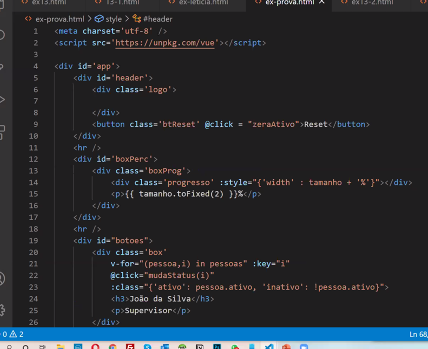 ex13.html 13-1.html ex-leticia.html ex-prova.html × ex13-2.html
ex-prova.html > style > #header
1 <meta charset='utf-8' />
2 <script src='https://unpkg.com/vue'></script>
3
4 <div id='app'>
5 <div id='header'>
6 <div class='logo'>
7
8 </div>
9 <button class='btReset' @click = "zeraAtivo">Reset</button>
10 </div>
11 <hr />
12 <div id='boxPerc'>
13 <div class='boxProg'>
14 <div class='progresso' :style="{'width' : tamanho + '%'}"></div>
15 <p>{{ tamanho.toFixed(2) }}%</p>
16 </div>
17 </div>
18 <hr />
19 <div id="botoes">
20 <div class='box'
21 v-for="(pessoa,i) in pessoas" :key="i"
22 @click="mudaStatus(i)"
23 :class="{'ativo': pessoa.ativo, 'inativo': !pessoa.ativo}">
24 <h3>João da Silva</h3>
25 <p>Supervisor</p>
26 </div>
0 2 Ln 68,